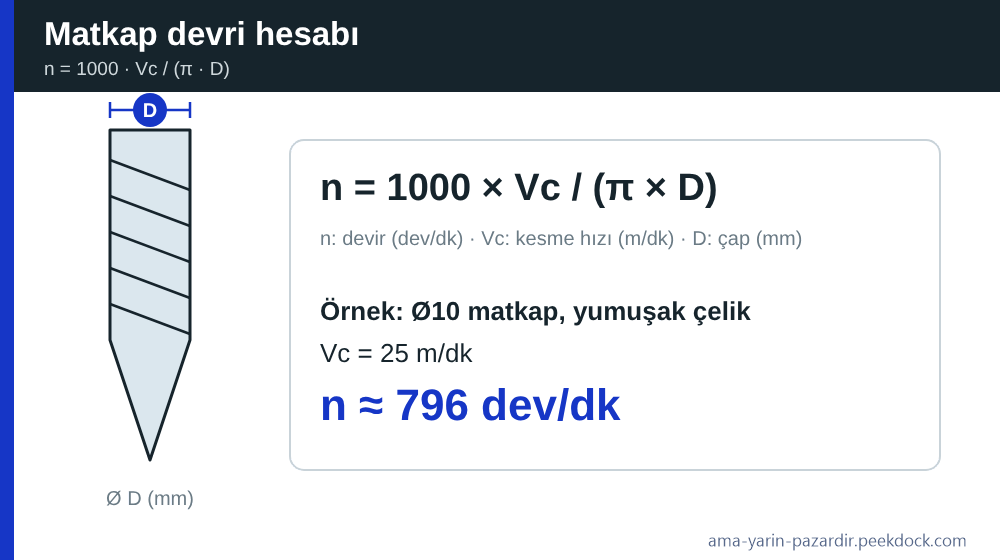 Matkap devri hesabı
n = 1000 · Vc / (π · D)
D
n = 1000 × Vc / (π × D)
n: devir (dev/dk) · Vc: kesme hızı (m/dk) · D: çap (mm)
Örnek: Ø10 matkap, yumuşak çelik
Vc = 25 m/dk
n ≈ 796 dev/dk
Ø D (mm)
ama-yarin-pazardir.peekdock.com